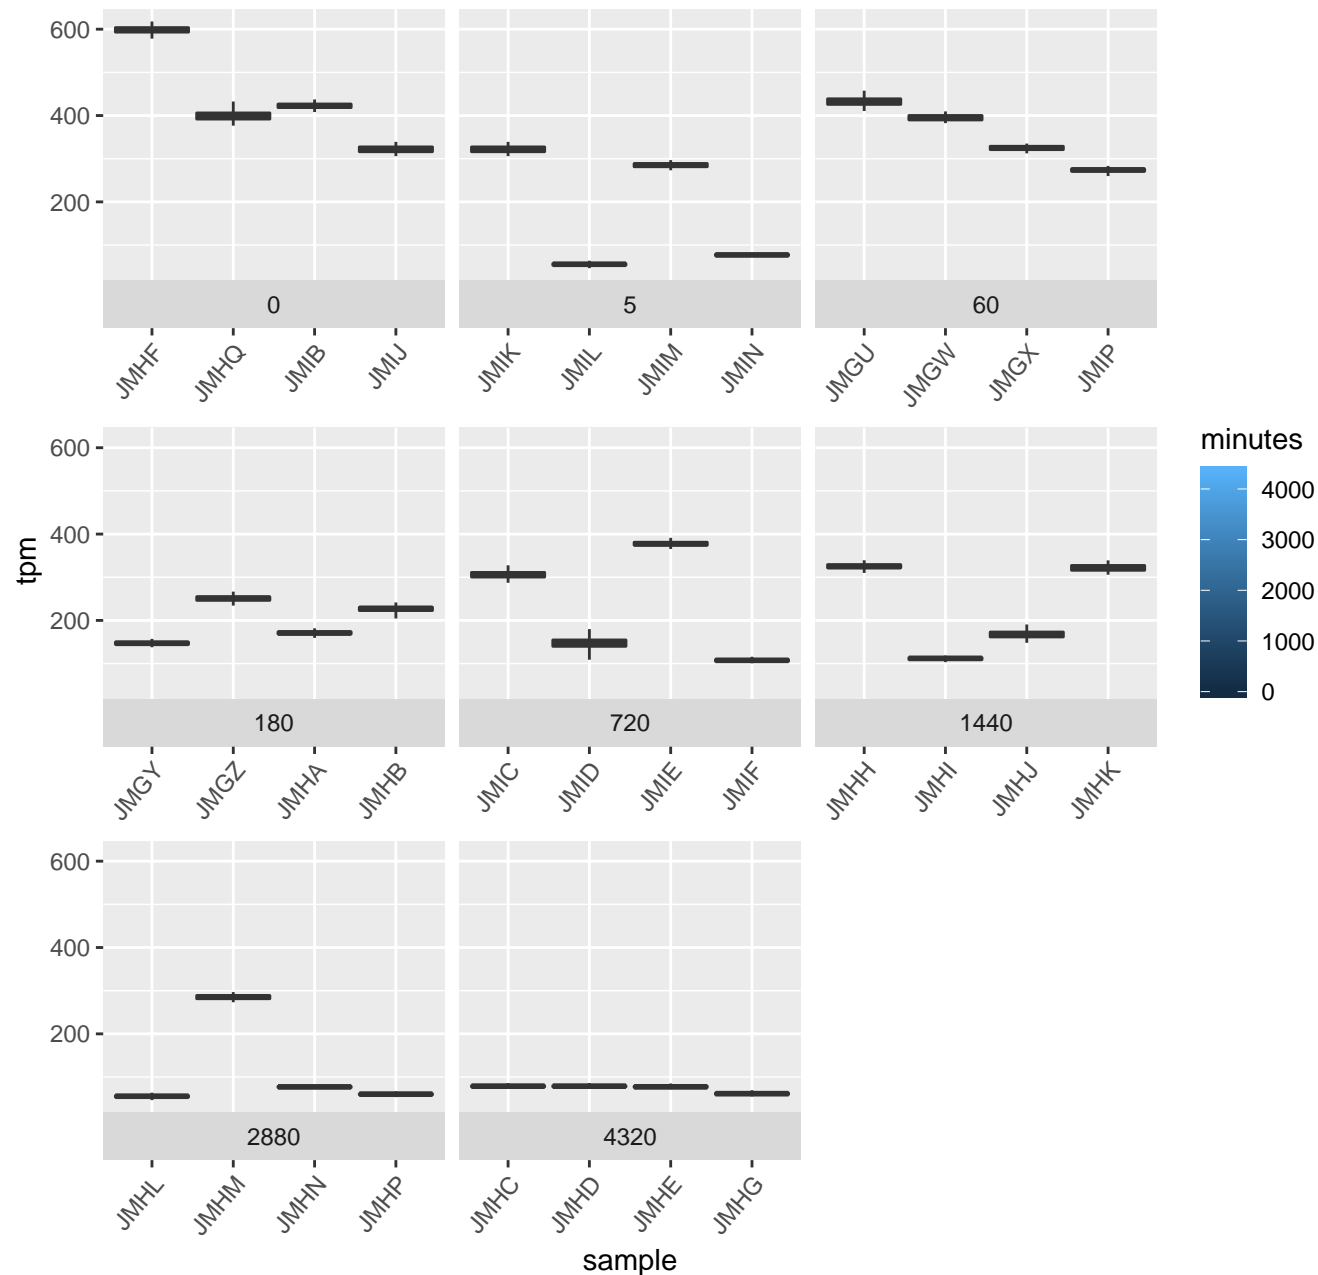 600
400
200
0
5
60
JMHF
JMHQ
JMIB
JMIJ
JMIK
JMIL
JMIM
JMIN
JMGU
JMGW
JMGX
JMIP
tpm
600
400
200
180
720
1440
JMGY
JMGZ
JMHA
JMHB
JMIC
JMID
JMIE
JMIF
JMHH
JMHI
JMHJ
JMHK
minutes
4000
3000
2000
1000
0
600
400
200
2880
4320
JMHL
JMHM
JMHN
JMHP
JMHC
JMHD
JMHE
JMHG
sample